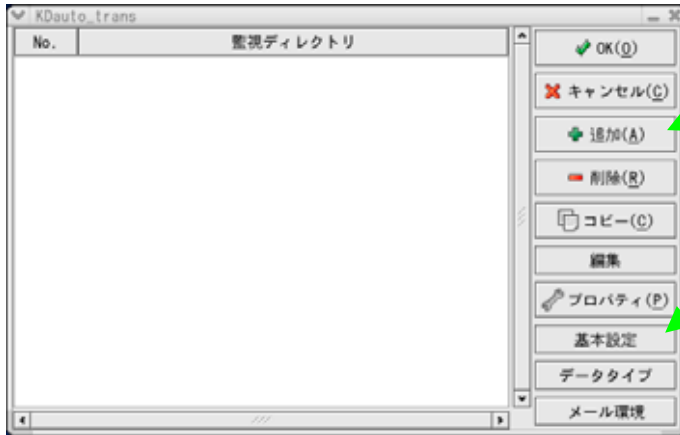 KDauto_trans
No. 監視ディレクトリ
OK(O)
キャンセル(C)
追加(A)
削除(R)
コピー(C)
編集
プロパティ(P)
基本設定
データタイプ
メール環境